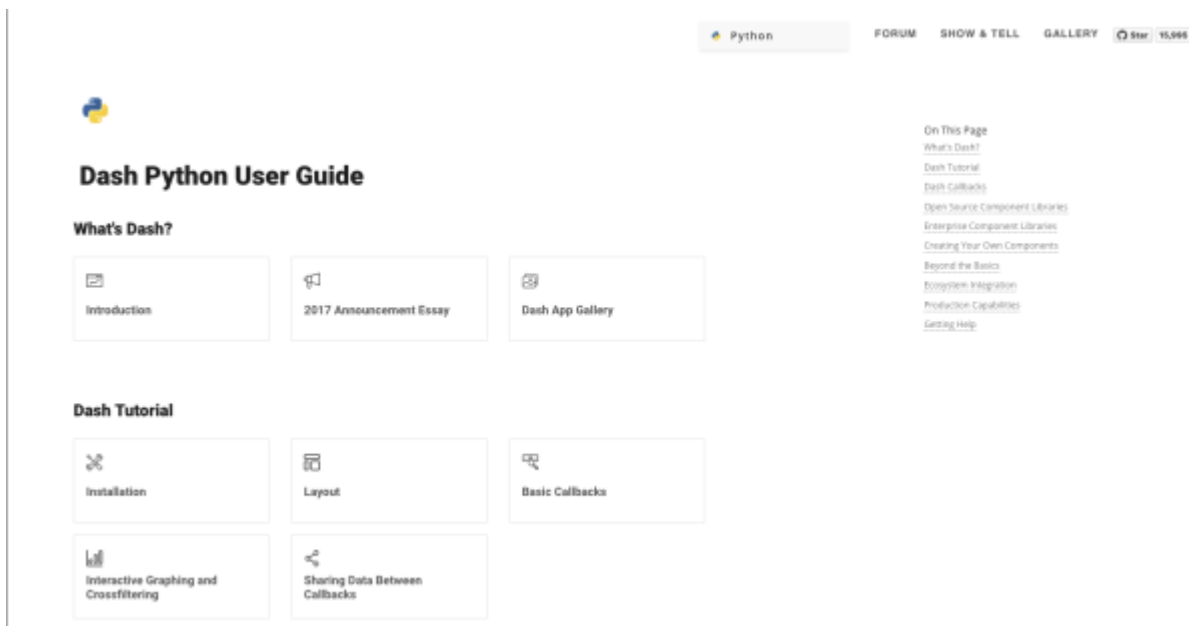 Python
FORUM SHOW & TELL GALLERY Star 15,995
Dash Python User Guide
What's Dash?
Introduction
2017 Announcement Essay
Dash App Gallery
Dash Tutorial
Installation
Layout
Basic Callbacks
Interactive Graphing and
Crossfiltering
Sharing Data Between
Callbacks
On This Page
What's Dash?
Dash Tutorial
Dash Callbacks
Open Source Component Libraries
Enterprise Component Libraries
Creating Your Own Components
Beyond the Basics
Ecosystem Integration
Production Capabilities
Getting Help